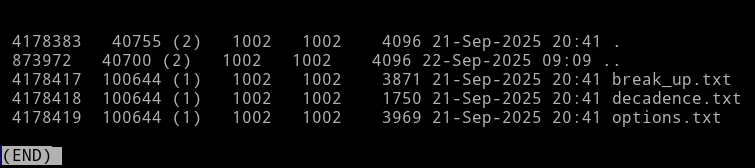 4178383 40755 (2) 1002 1002 4096 21-Sep-2025 20:41 .
873972 40700 (2) 1002 1002 4096 22-Sep-2025 09:09 ..
4178417 100644 (1) 1002 1002 3871 21-Sep-2025 20:41 break_up.txt
4178418 100644 (1) 1002 1002 1750 21-Sep-2025 20:41 decadence.txt
4178419 100644 (1) 1002 1002 3969 21-Sep-2025 20:41 options.txt
(END)